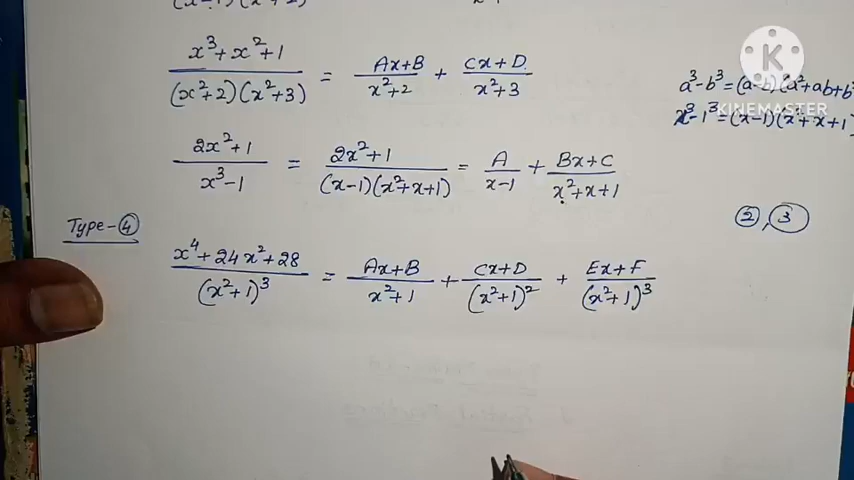 x³+x²+1 / (x²+2)(x²+3) = Ax+B / x²+2 + Cx+D / x²+3
a³-b³=(a-b)(a²+ab+b
x³-1³=(x-1)(x²+x+1)
2x²+1 / x³-1 = 2x²+1 / (x-1)(x²+x+1) = A / x-1 + Bx+C / x²+x+1
Type-④
②,③
x⁴+24x²+28 / (x²+1)³ = Ax+B / x²+1 + Cx+D / (x²+1)² + Ex+F / (x²+1)³
K
KINEMASTER